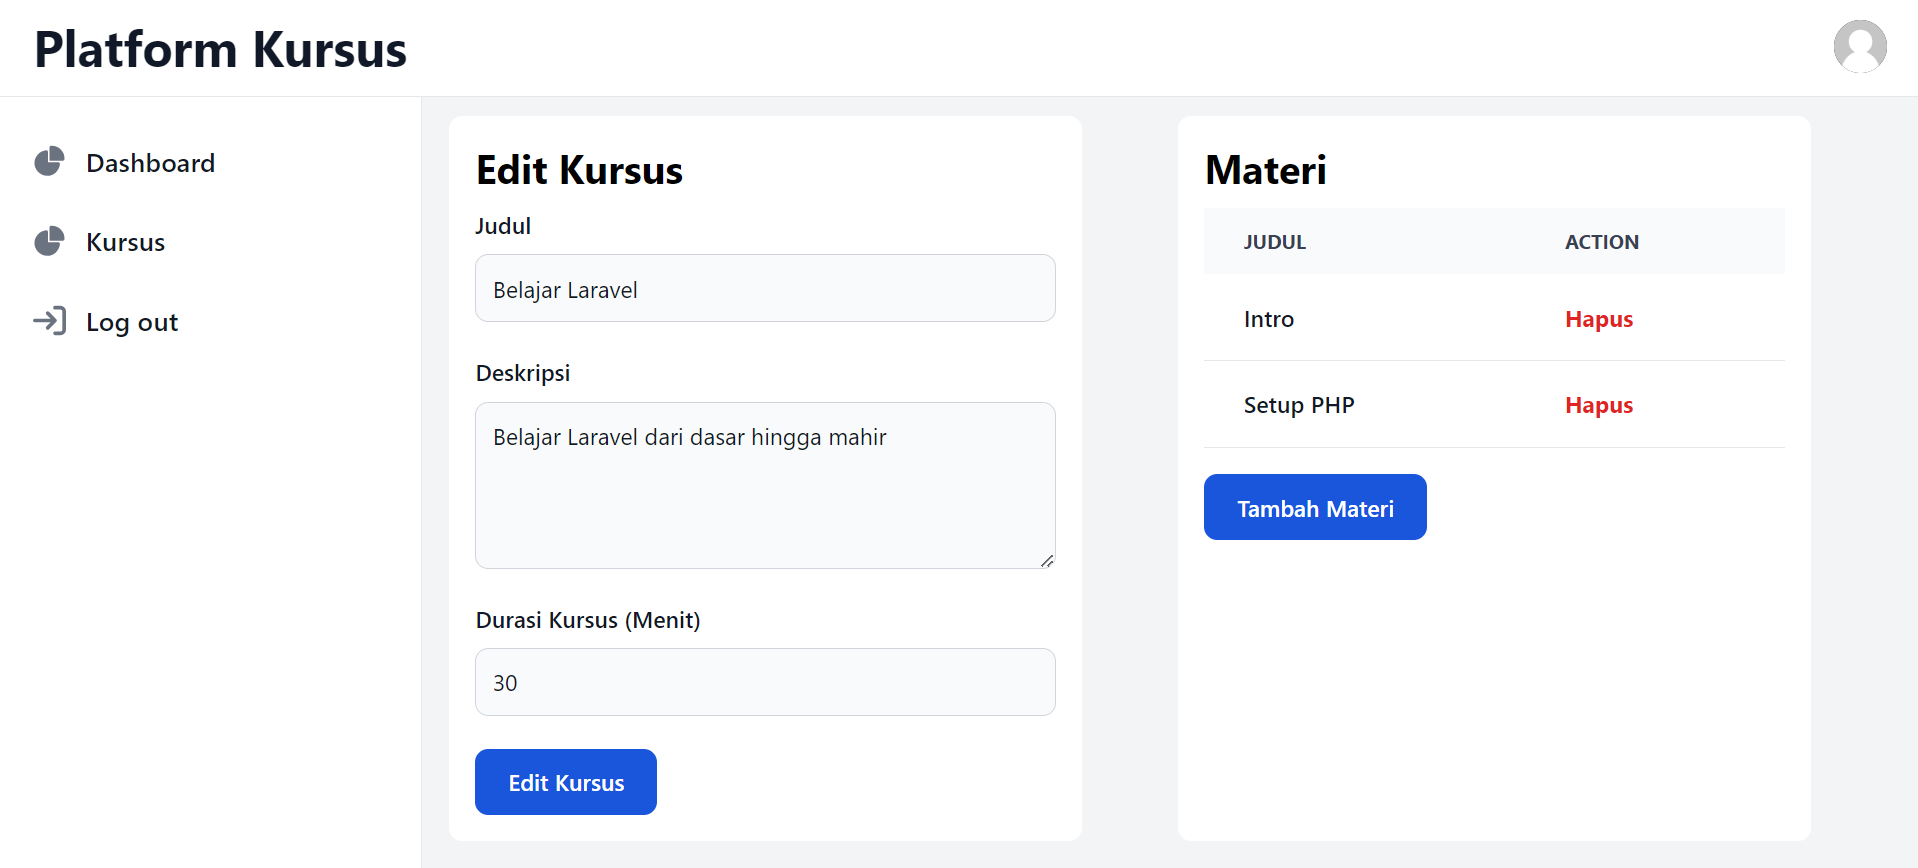 Platform Kursus
Dashboard
Kursus
Log out
Edit Kursus
Judul
Belajar Laravel
Deskripsi
Belajar Laravel dari dasar hingga mahir
Durasi Kursus (Menit)
30
Edit Kursus
Materi
JUDUL ACTION
Intro Hapus
Setup PHP Hapus
Tambah Materi